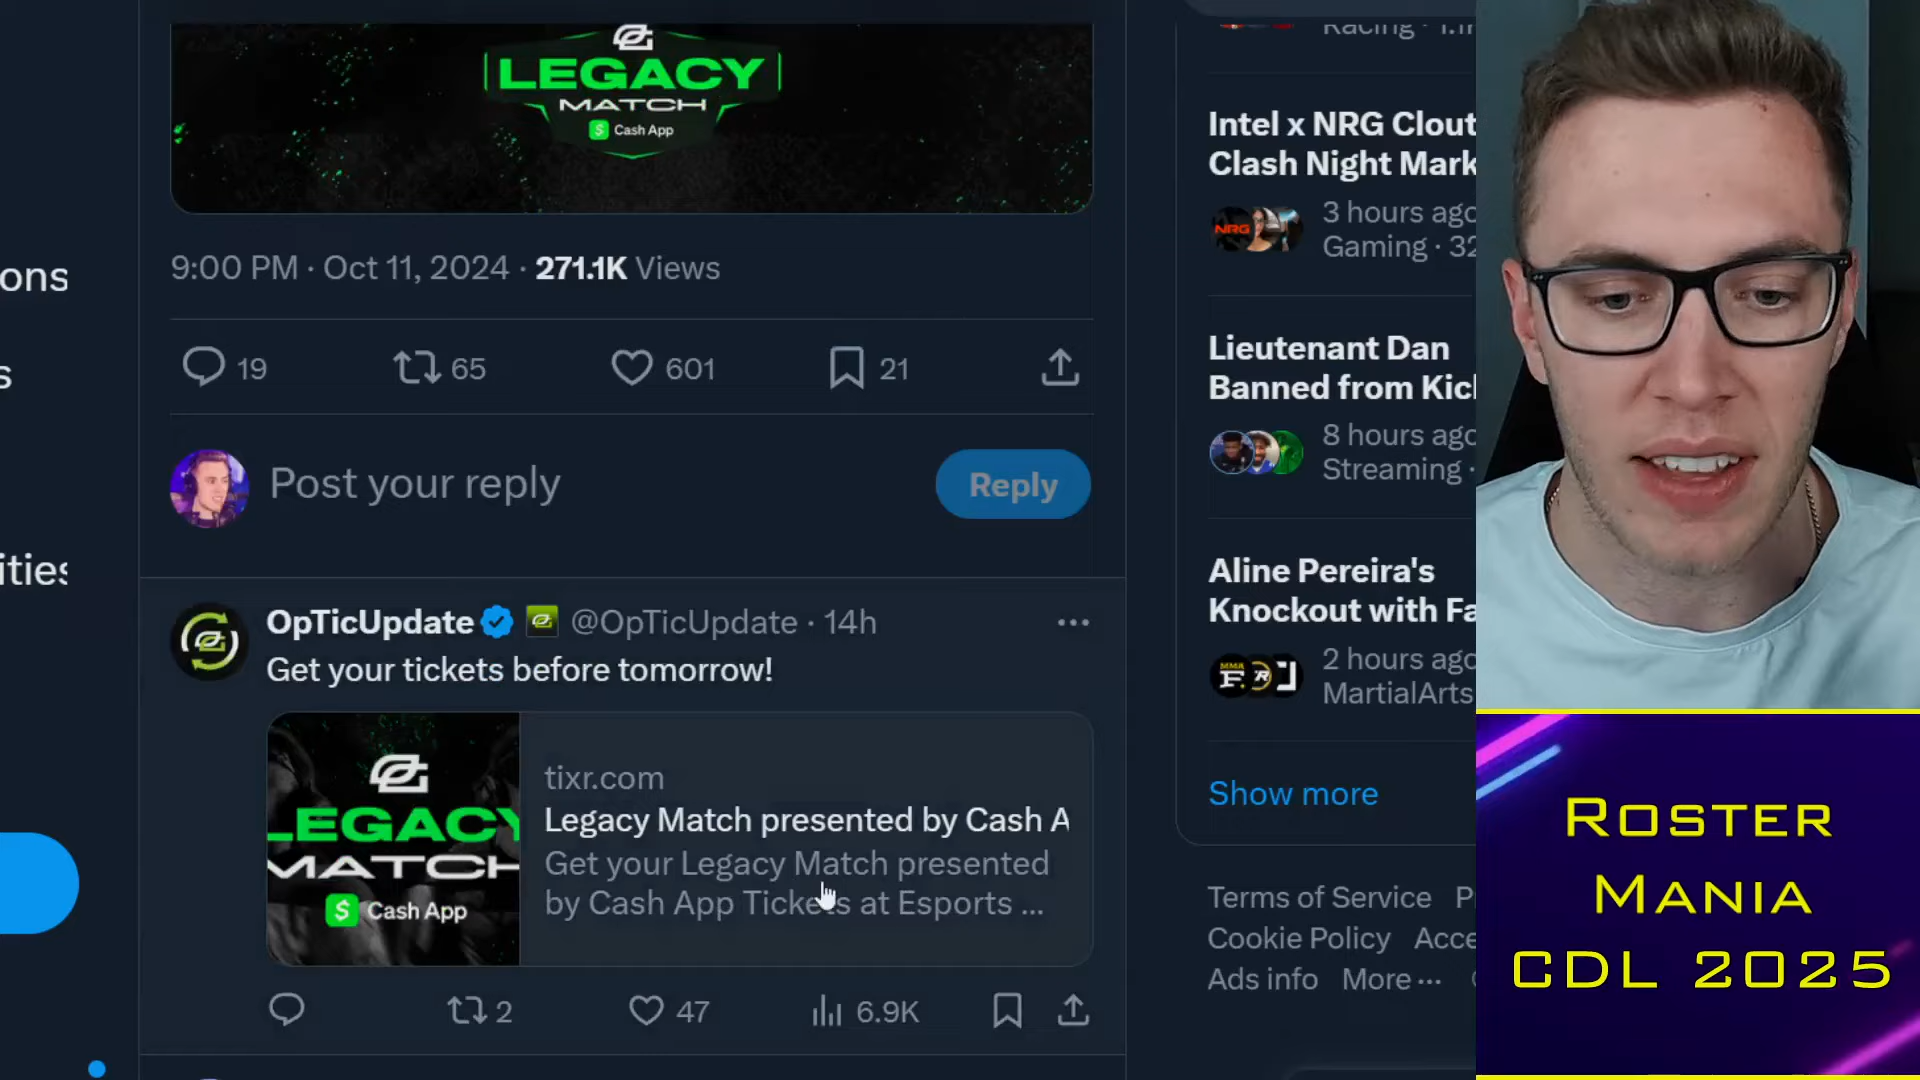 LEGACY
MATCH
$ Cash App
9:00 PM · Oct 11, 2024 · 271.1K Views
19 65 601 21
Post your reply
Reply
OpTicUpdate @OpTicUpdate · 14h
Get your tickets before tomorrow!
LEGACY
MATCH
$ Cash App
tixr.com
Legacy Match presented by Cash A
Get your Legacy Match presented
by Cash App Tickets at Esports ...
2 47 6.9K
ons
s
ities
Racing ·
Intel x NRG Clout
Clash Night Mark
NRG
3 hours ago
Gaming · 32
Lieutenant Dan
Banned from Kick
8 hours ago
Streaming ·
Aline Pereira's
Knockout with Fa
MMA
F.
R
2 hours ago
MartialArts
Show more
Terms of Service P
Cookie Policy Acce
Ads info More ...
ROSTER
MANIA
CDL 2025